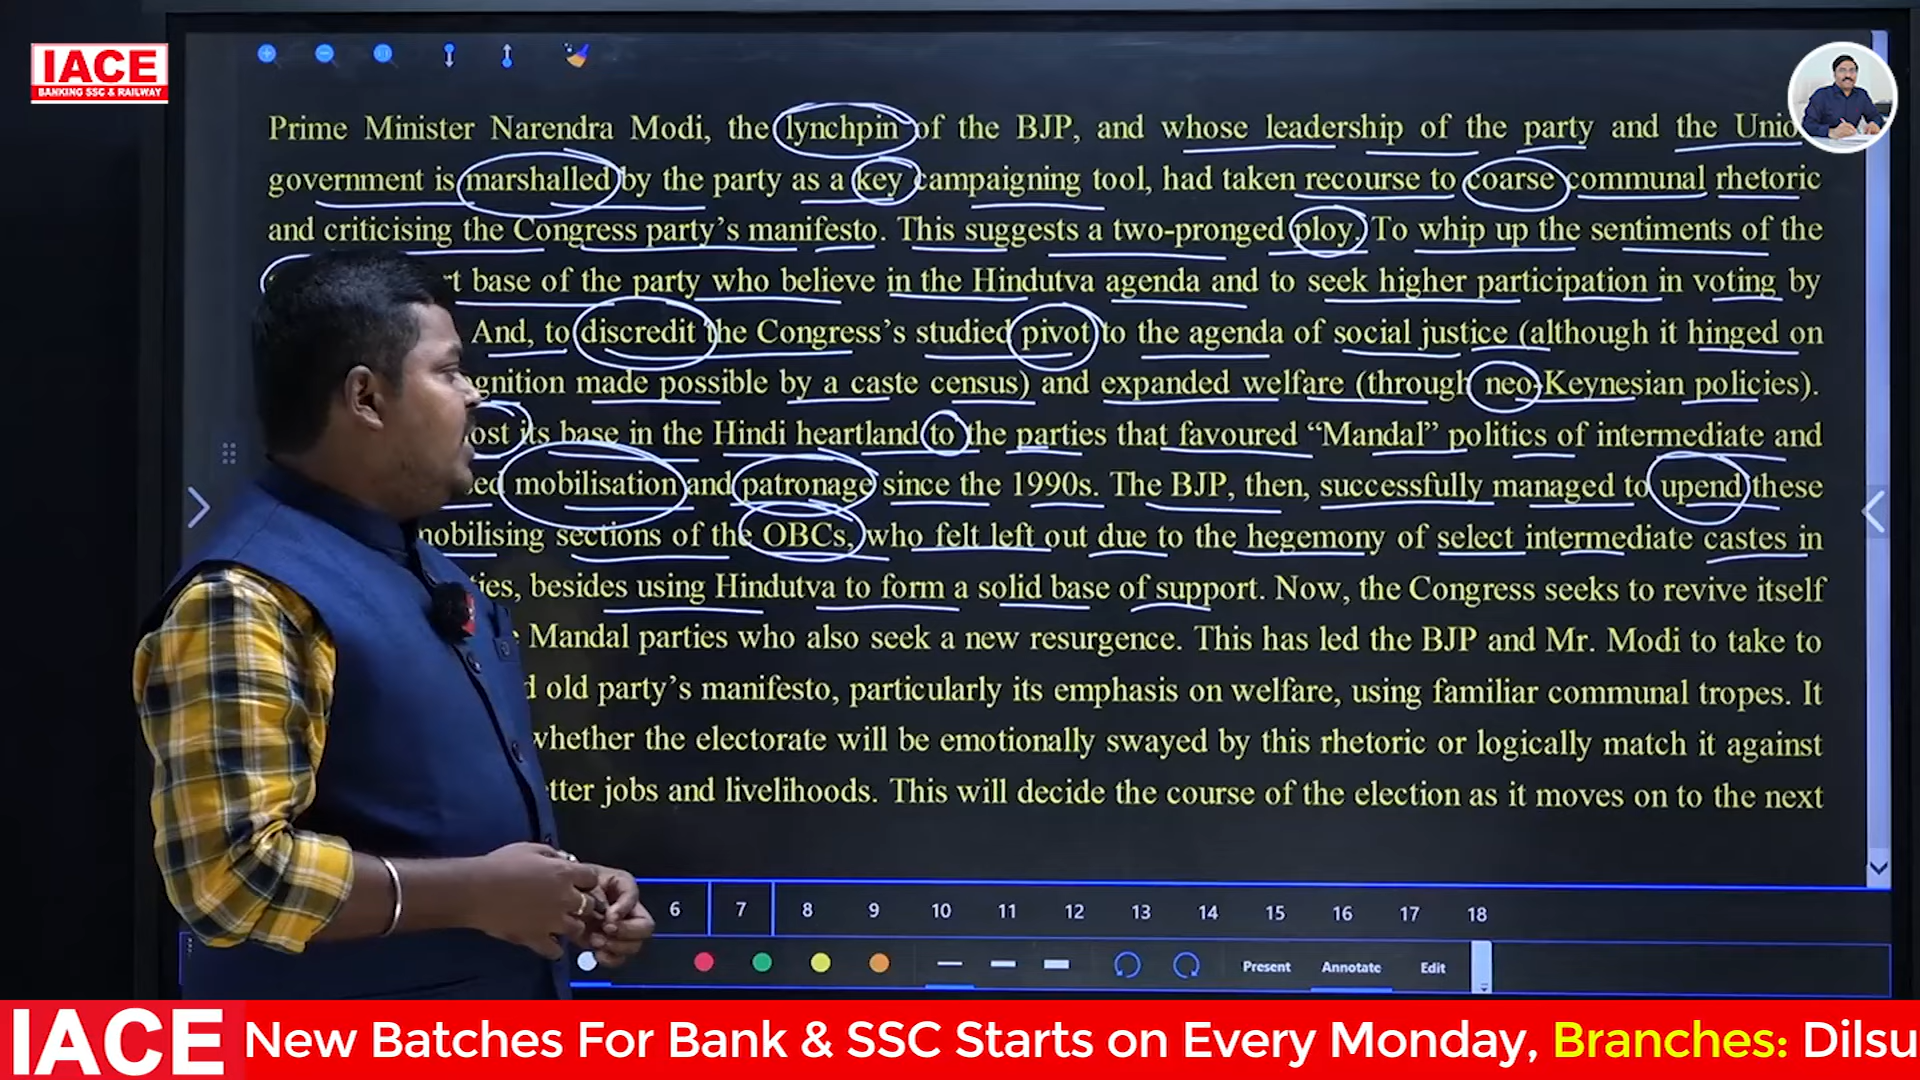 IACE
BANKING SSC & RAILWAY
Prime Minister Narendra Modi, the lynchpin of the BJP, and whose leadership of the party and the Unio
government is marshalled by the party as a key campaigning tool, had taken recourse to coarse communal rhetoric
and criticising the Congress party's manifesto. This suggests a two-pronged ploy. To whip up the sentiments of the
base of the party who believe in the Hindutva agenda and to seek higher participation in voting by
And, to discredit the Congress's studied pivot to the agenda of social justice (although it hinged on
made possible by a caste census) and expanded welfare (through neo-Keynesian policies).
its base in the Hindi heartland to the parties that favoured “Mandal” politics of intermediate and
mobilisation and patronage since the 1990s. The BJP, then, successfully managed to upend these
mobilising sections of the OBCs, who felt left out due to the hegemony of select intermediate castes in
besides using Hindutva to form a solid base of support. Now, the Congress seeks to revive itself
Mandal parties who also seek a new resurgence. This has led the BJP and Mr. Modi to take to
old party's manifesto, particularly its emphasis on welfare, using familiar communal tropes. It
whether the electorate will be emotionally swayed by this rhetoric or logically match it against
jobs and livelihoods. This will decide the course of the election as it moves on to the next
6 7 8 9 10 11 12 13 14 15 16 17 18
Present Annotate Edit
IACE New Batches For Bank & SSC Starts on Every Monday, Branches: Dilsu